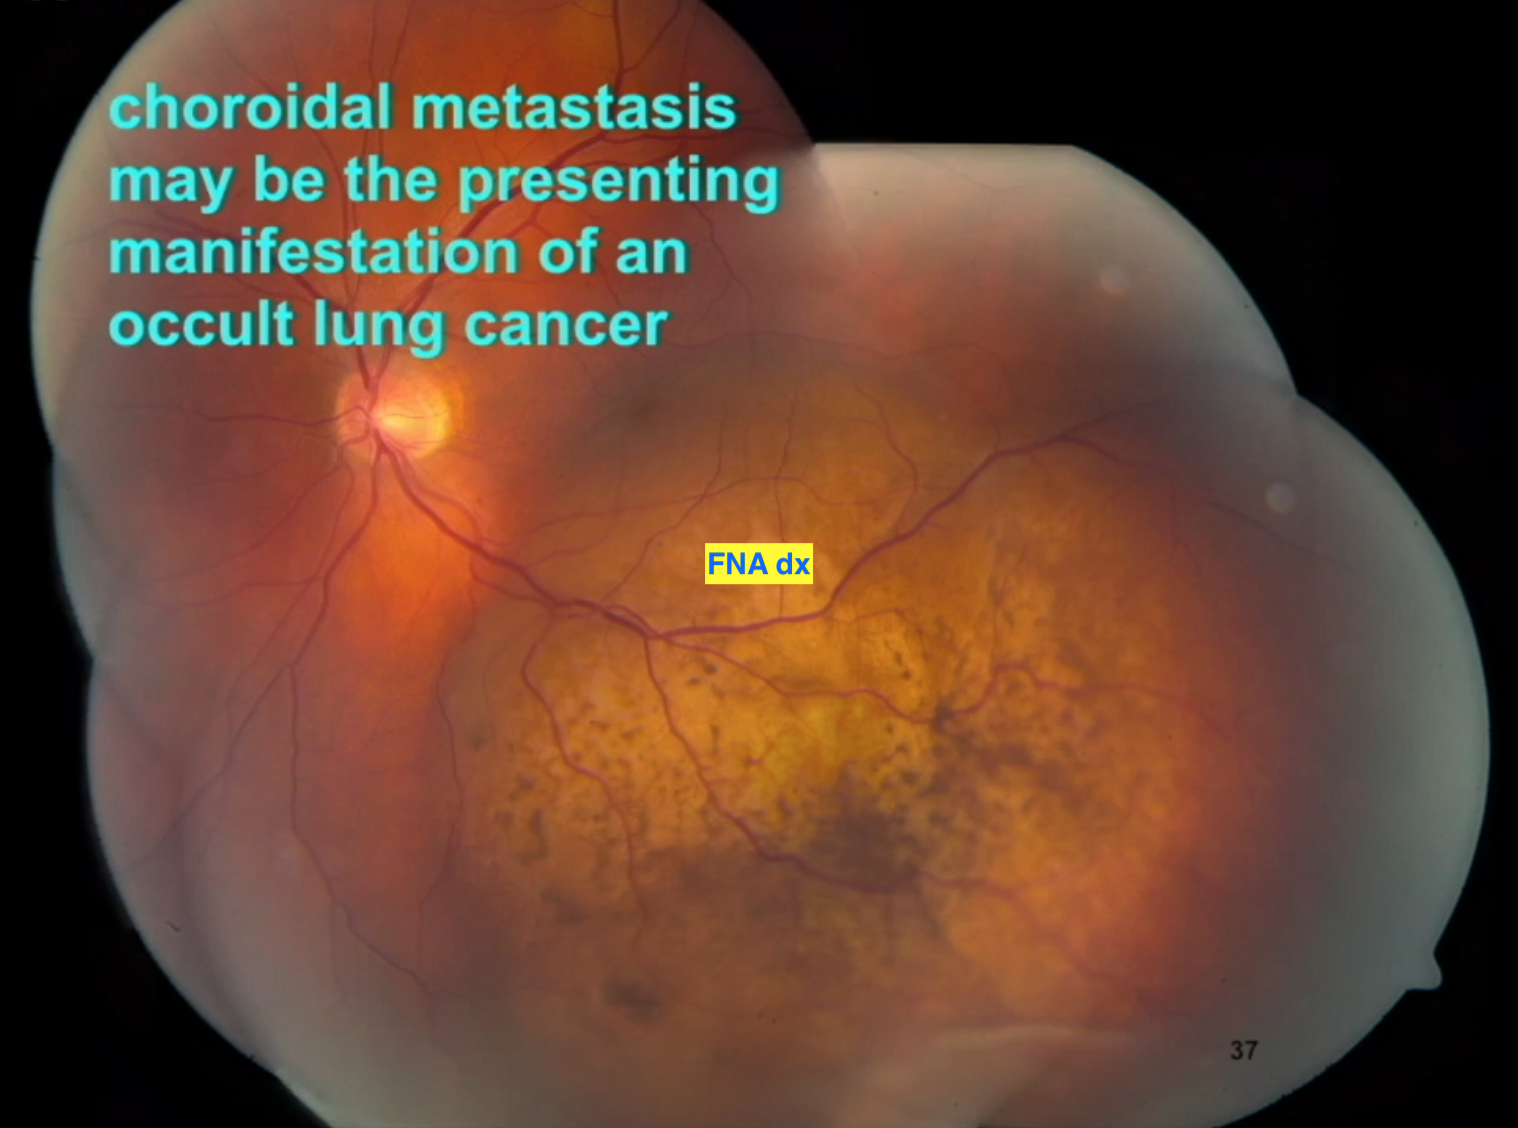 choroidal metastasis
may be the presenting
manifestation of an
occult lung cancer
FNA dx
37